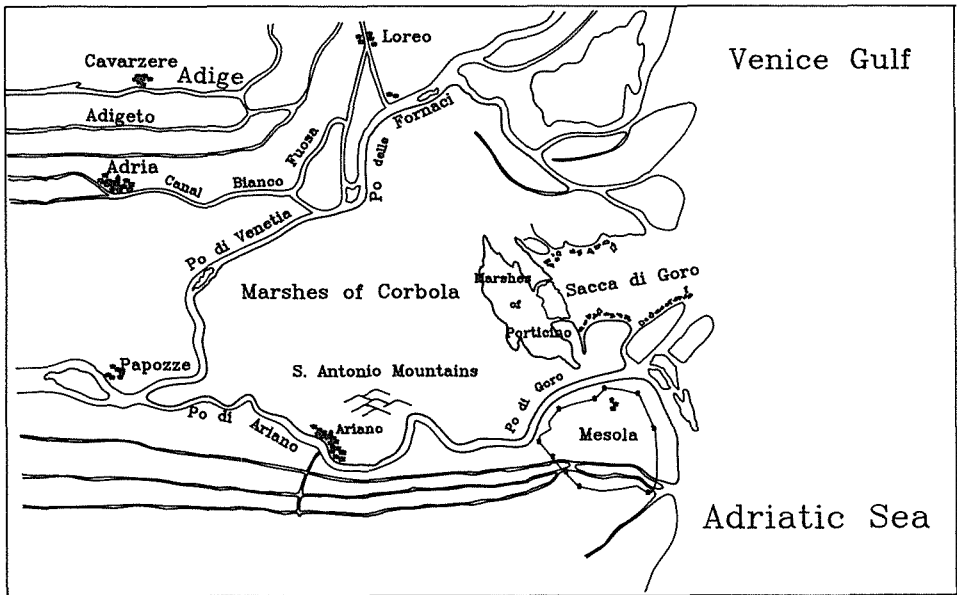 Loreo
Venice Gulf
Cavarzere
Adige
Adigeto
Po delle Fornaci
Fuosa
Adria
Canal Bianco
Po di Venetia
Marshes of Corbola
Marshes
of
Porticino
Sacca di Goro
Papozze
S. Antonio Mountains
Po di Ariano
Ariano
Po di Goro
Mesola
Adriatic Sea